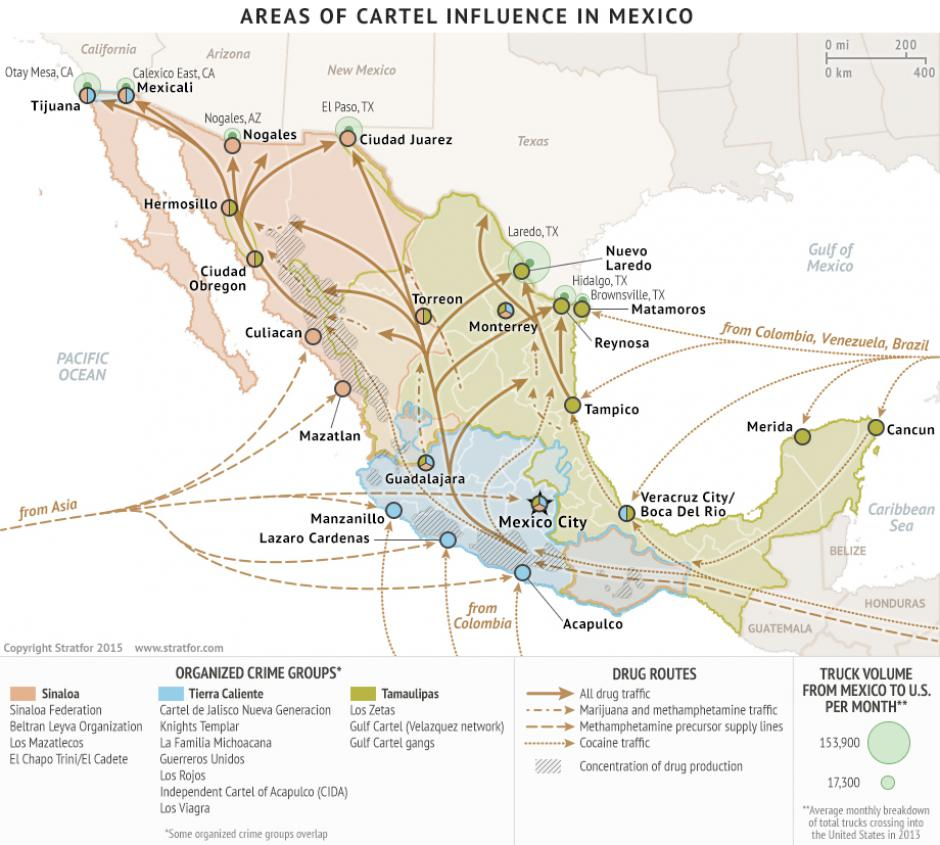 AREAS OF CARTEL INFLUENCE IN MEXICO
California
Arizona
New Mexico
Texas
0 mi 200
0 km 400
Otay Mesa, CA
Calexico East, CA
Mexicali
Tijuana
Nogales, AZ
Nogales
El Paso, TX
Ciudad Juarez
Hermosillo
Ciudad
Obregon
Laredo, TX
Nuevo
Laredo
Hidalgo, TX
Brownsville, TX
Matamoros
Gulf of
Mexico
Torreon
Monterrey
Reynosa
Culiacan
from Colombia, Venezuela, Brazil
PACIFIC
OCEAN
Mazatlan
Tampico
Merida
Cancun
Guadalajara
from Asia
Manzanillo
Lazaro Cardenas
Mexico City
Veracruz City/
Boca Del Rio
Caribbean
Sea
BELIZE
HONDURAS
GUATEMALA
from
Colombia
Acapulco
Copyright Stratfor 2015 www.stratfor.com
ORGANIZED CRIME GROUPS*
Sinaloa
Sinaloa Federation
Beltran Leyva Organization
Los Mazatlecos
El Chapo Trini/El Cadete
Tierra Caliente
Cartel de Jalisco Nueva Generacion
Knights Templar
La Familia Michoacana
Guerreros Unidos
Los Rojos
Independent Cartel of Acapulco (CIDA)
Los Viagra
Tamaulipas
Los Zetas
Gulf Cartel (Velazquez network)
Gulf Cartel gangs
*Some organized crime groups overlap
DRUG ROUTES
All drug traffic
Marijuana and methamphetamine traffic
Methamphetamine precursor supply lines
Cocaine traffic
Concentration of drug production
TRUCK VOLUME
FROM MEXICO TO U.S.
PER MONTH**
153,900
17,300
**Average monthly breakdown
of total trucks crossing into
the United States in 2013